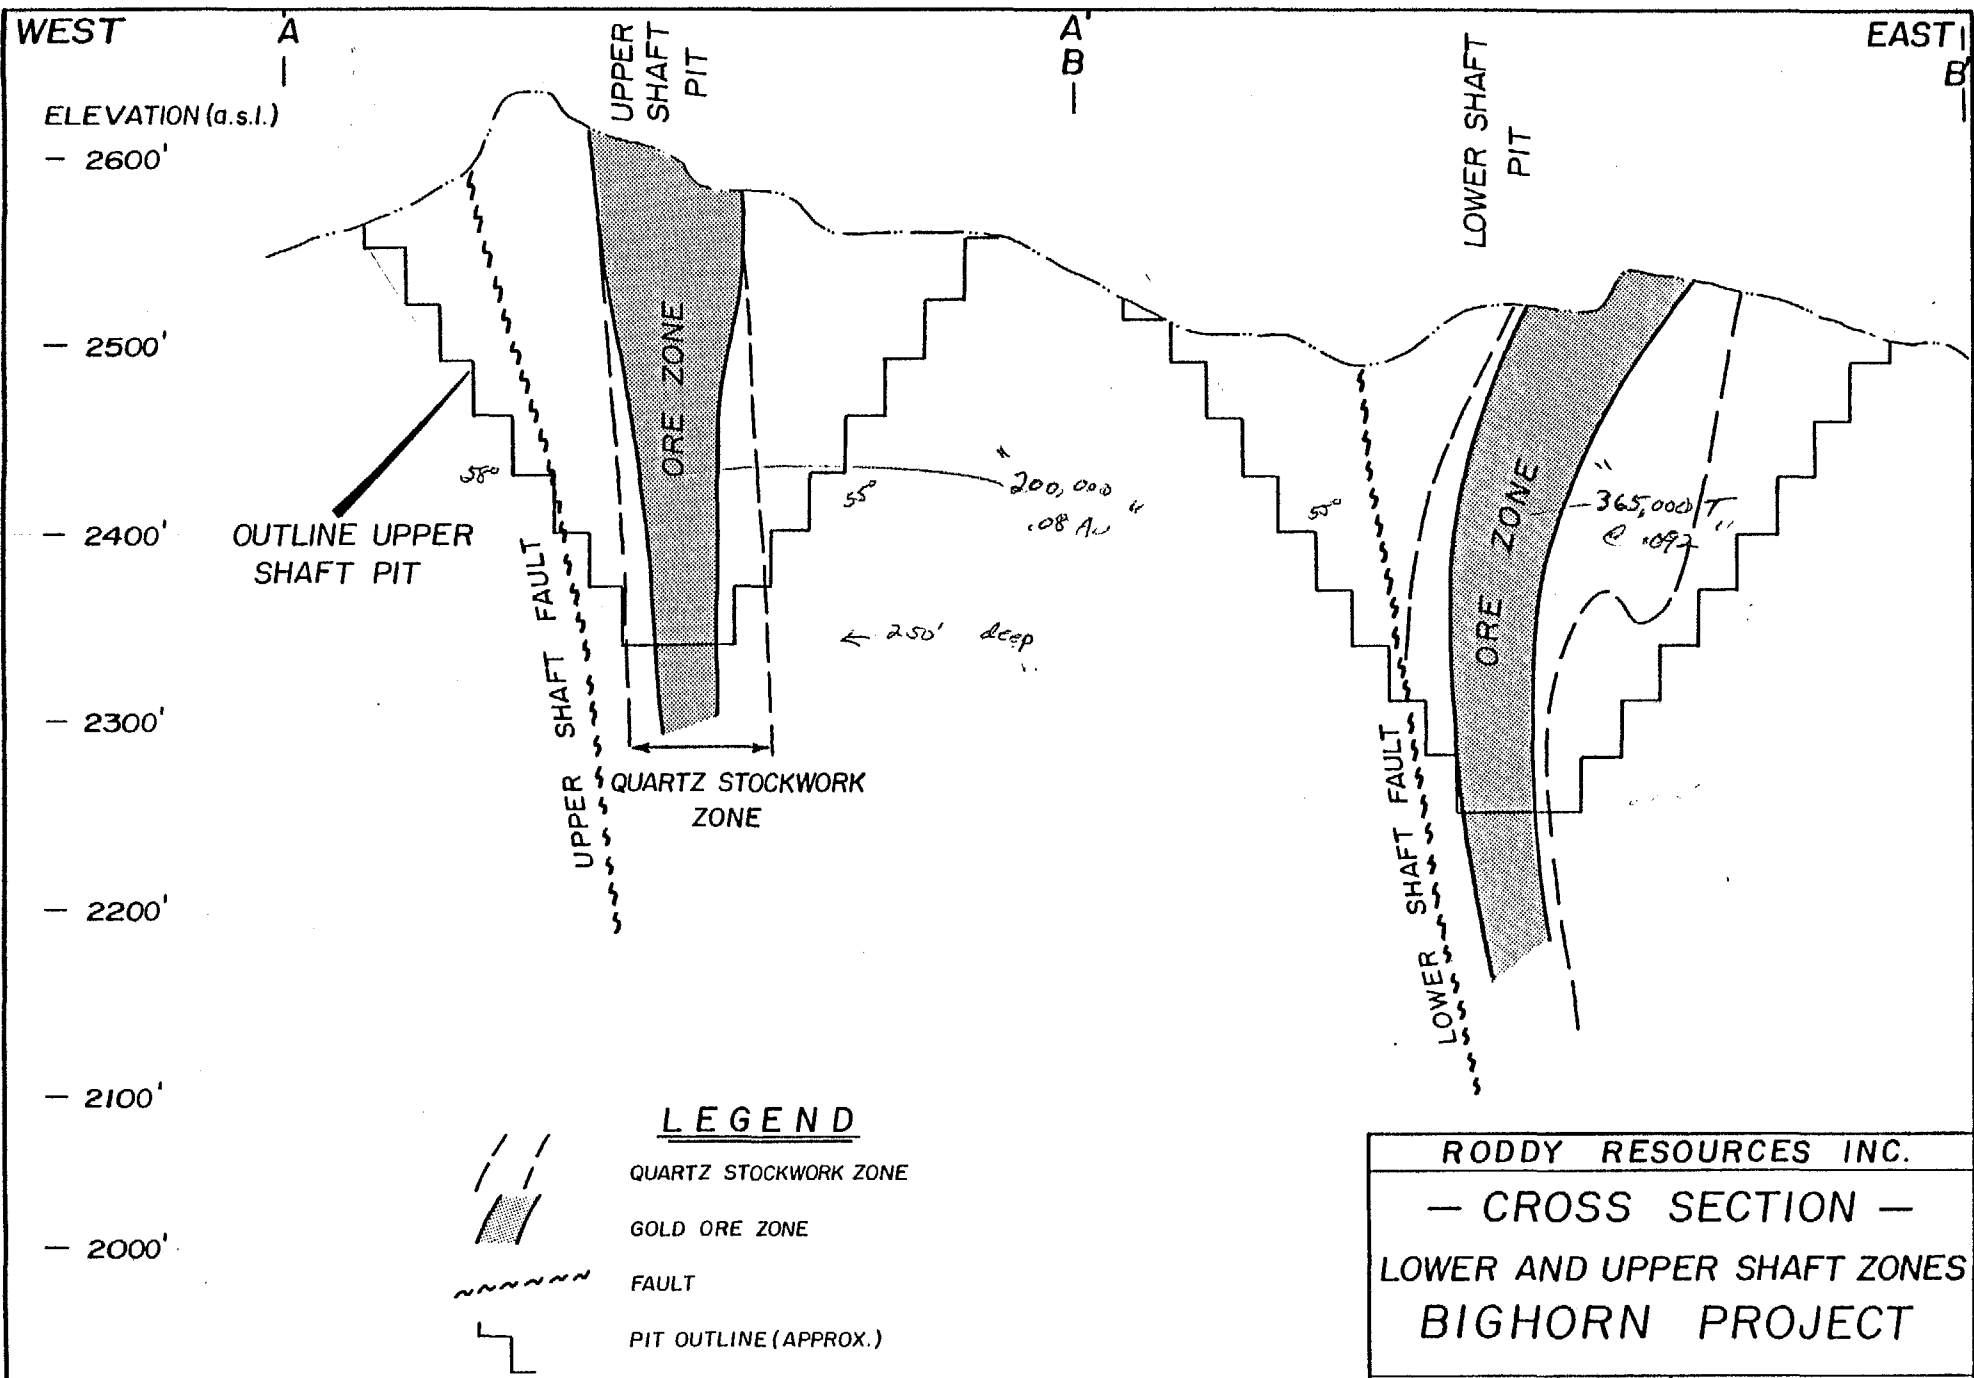 WEST
A
UPPER
SHAFT
PIT
A'
B
LOWER SHAFT
PIT
EAST
B'
ELEVATION (a.s.l.)
2600'
2500'
2400'
2300'
2200'
2100'
2000'
ORE ZONE
ORE ZONE
58°
55°
55°
"200,000
.08 Au"
"365,000 T
@ .092"
OUTLINE UPPER
SHAFT PIT
← 250' deep
UPPER SHAFT FAULT
LOWER SHAFT FAULT
QUARTZ STOCKWORK
ZONE
LEGEND
QUARTZ STOCKWORK ZONE
GOLD ORE ZONE
FAULT
PIT OUTLINE (APPROX.)
RODDY RESOURCES INC.
— CROSS SECTION —
LOWER AND UPPER SHAFT ZONES
BIGHORN PROJECT